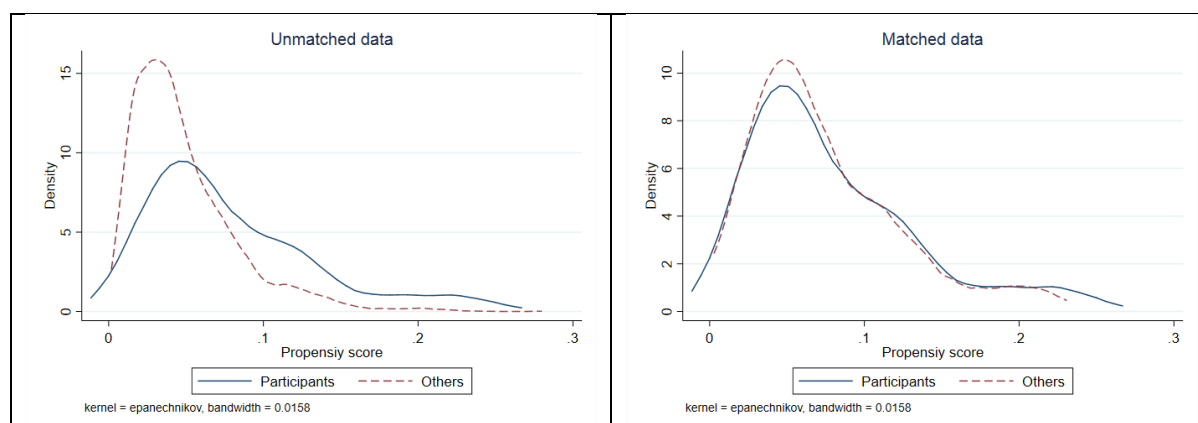 Unmatched data
15
10
5
0
Density
0
.1
.2
.3
Propensiy score
Participants
Others
kernel = epanechnikov, bandwidth = 0.0158
Matched data
10
8
6
4
2
0
Density
0
.1
.2
.3
Propensiy score
Participants
Others
kernel = epanechnikov, bandwidth = 0.0158